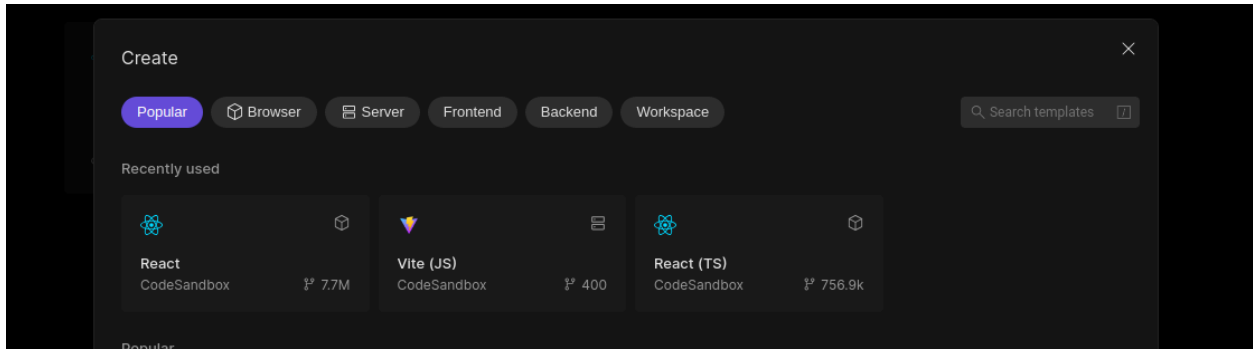 Create
Popular Browser Server Frontend Backend Workspace Search templates /
Recently used
React
CodeSandbox 7.7M
Vite (JS)
CodeSandbox 400
React (TS)
CodeSandbox 756.9k
Popular